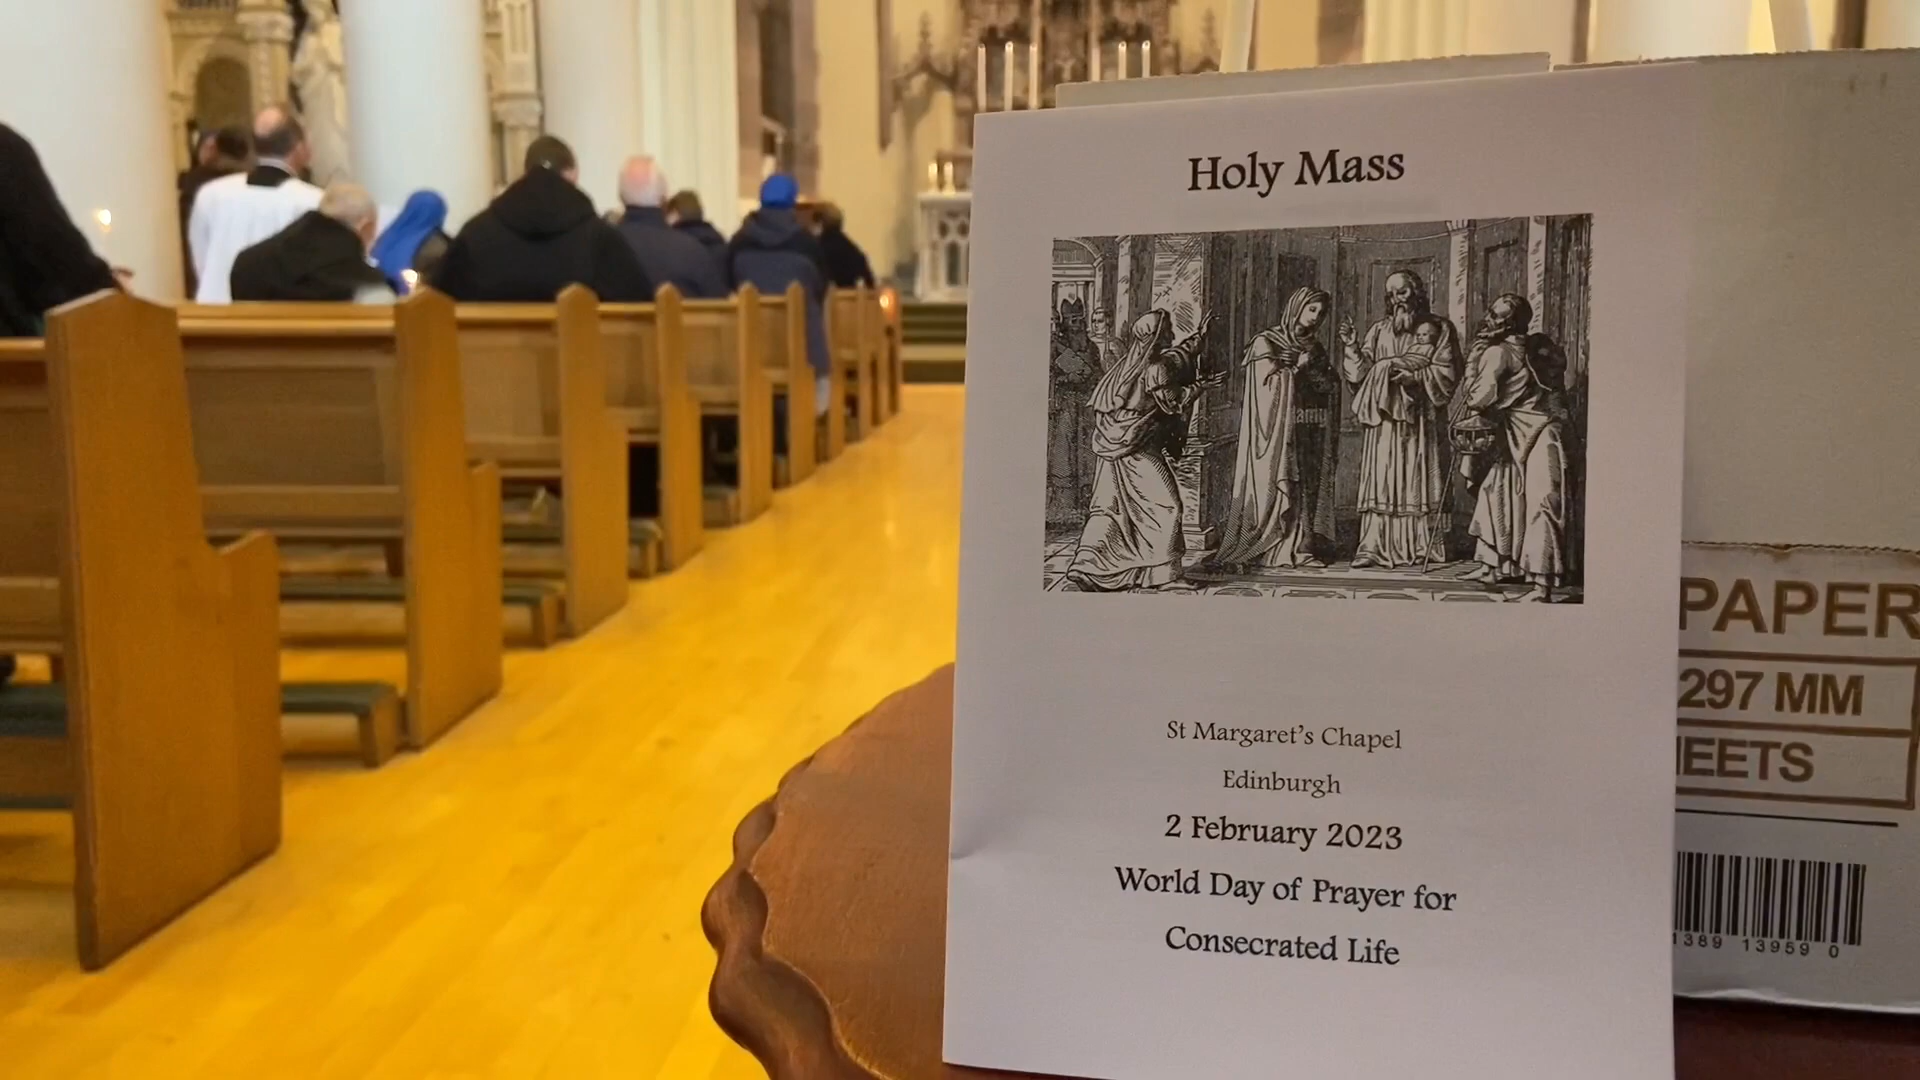 Holy Mass
St Margaret's Chapel
Edinburgh
2 February 2023
World Day of Prayer for
Consecrated Life
PAPER
297 MM
1389 13959 0